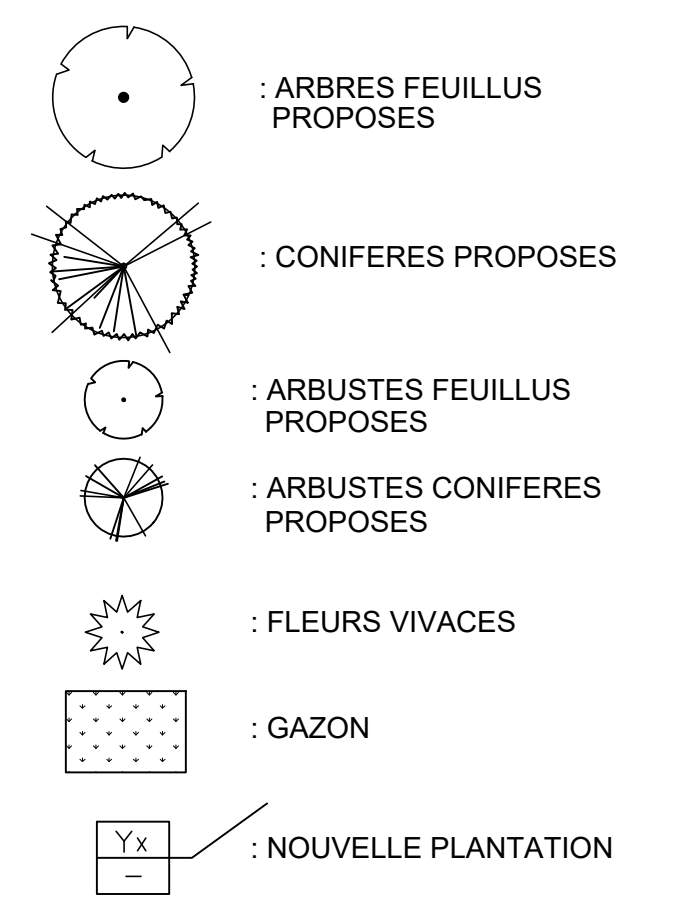 : ARBRES FEUILLUS
PROPOSES
: CONIFERES PROPOSES
: ARBUSTES FEUILLUS
PROPOSES
: ARBUSTES CONIFERES
PROPOSES
: FLEURS VIVACES
: GAZON
Yx
–
: NOUVELLE PLANTATION